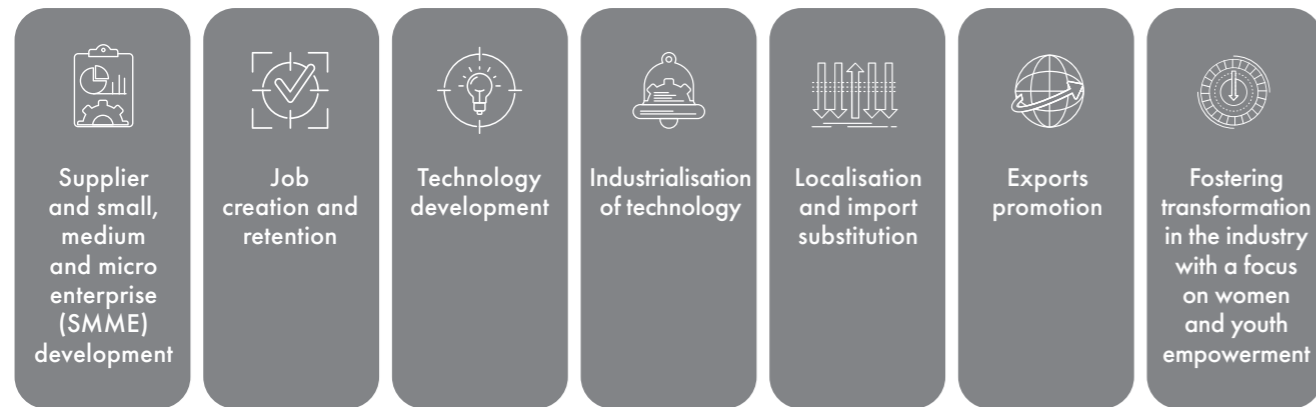 Supplier
and small,
medium
and micro
enterprise
(SMME)
development
Job
creation and
retention
Technology
development
Industrialisation
of technology
Localisation
and import
substitution
Exports
promotion
Fostering
transformation
in the industry
with a focus
on women
and youth
empowerment